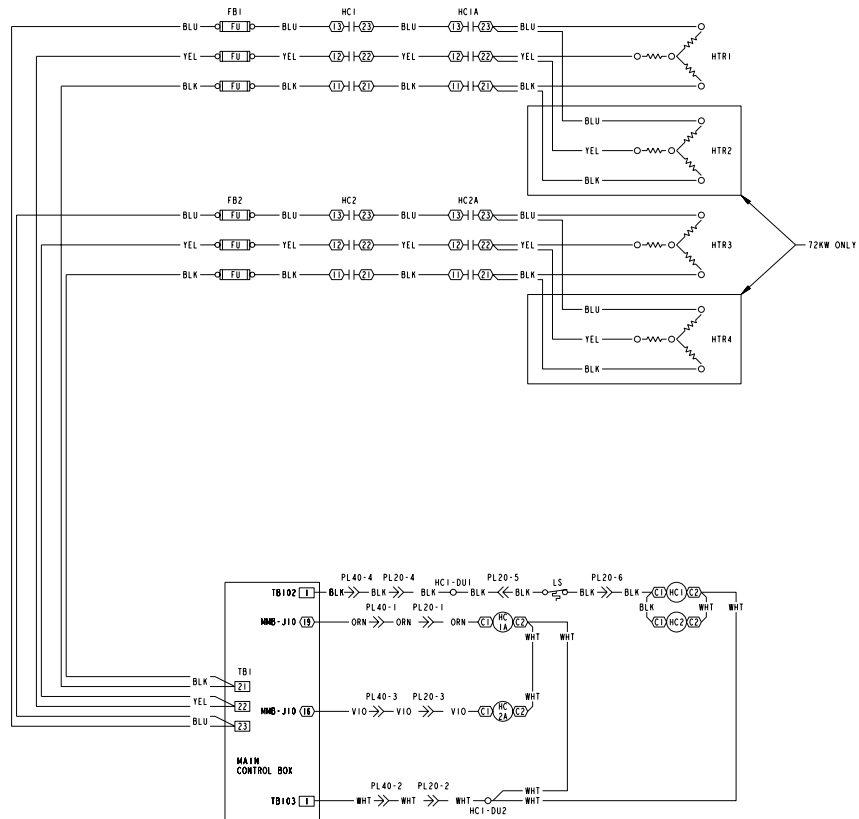 FB1 HC1 HC1A
BLU FU BLU 13 23 BLU 13 23 BLU
YEL FU YEL 12 22 YEL 12 22 YEL HTR1
BLK FU BLK 11 21 BLK 11 21 BLK
BLU
YEL HTR2
BLK
FB2 HC2 HC2A
BLU FU BLU 13 23 BLU 13 23 BLU
YEL FU YEL 12 22 YEL 12 22 YEL HTR3 72KW ONLY
BLK FU BLK 11 21 BLK 11 21 BLK
BLU
YEL HTR4
BLK
PL40-4 PL20-4 HC1-DU1 PL20-5 LS PL20-6
TB102 1 BLK BLK BLK BLK BLK BLK BLK C1 HC1 C2
BLK WHT WHT
PL40-1 PL20-1
MMB-J10 19 ORN ORN ORN C1 HC 1A C2 C1 HC2 C2
WHT WHT
TB1
BLK 21
PL40-3 PL20-3 WHT
YEL 22
MMB-J10 16 VIO VIO VIO C1 HC 2A C2
BLU 23
MAIN
CONTROL BOX
PL40-2 PL20-2 WHT
TB103 1 WHT WHT WHT WHT
HC1-DU2